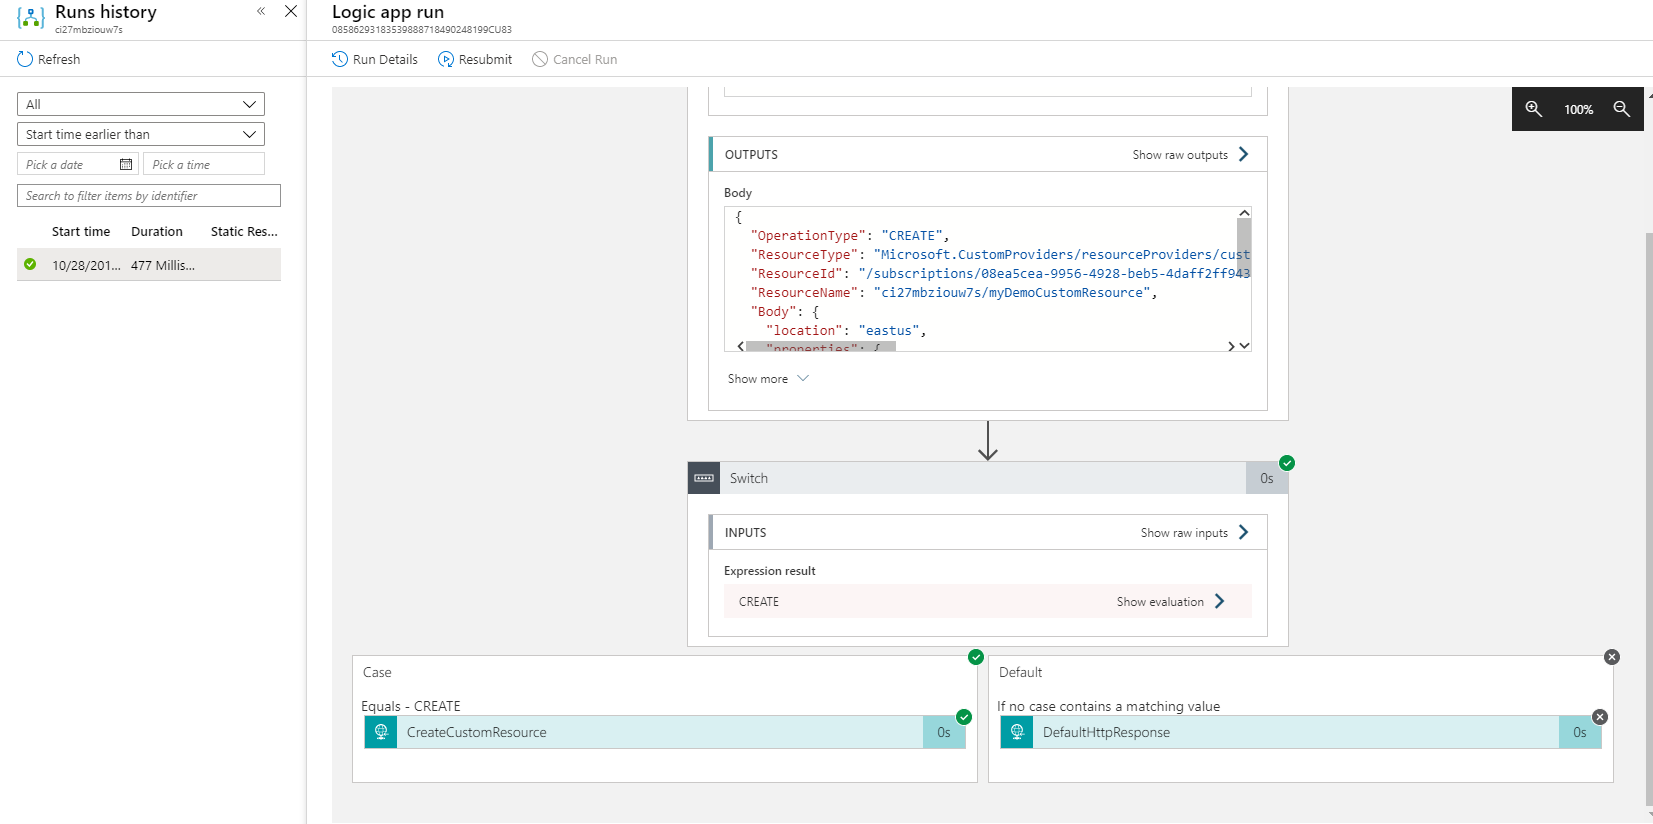 Runs history
ci27mbziouw7s
Refresh
All
Start time earlier than
Pick a date
Pick a time
Search to filter items by identifier
Start time Duration Static Res...
10/28/201... 477 Millis...
Logic app run
08586293183539888718490248199CU83
Run Details Resubmit Cancel Run
100%
OUTPUTS Show raw outputs
Body
{
"OperationType": "CREATE",
"ResourceType": "Microsoft.CustomProviders/resourceProviders/cust
"ResourceId": "/subscriptions/08ea5cea-9956-4928-beb5-4daff2ff943
"ResourceName": "ci27mbziouw7s/myDemoCustomResource",
"Body": {
"location": "eastus",
"properties": {
Show more
Switch 0s
INPUTS Show raw inputs
Expression result
CREATE Show evaluation
Case
Equals - CREATE
CreateCustomResource 0s
Default
If no case contains a matching value
DefaultHttpResponse 0s